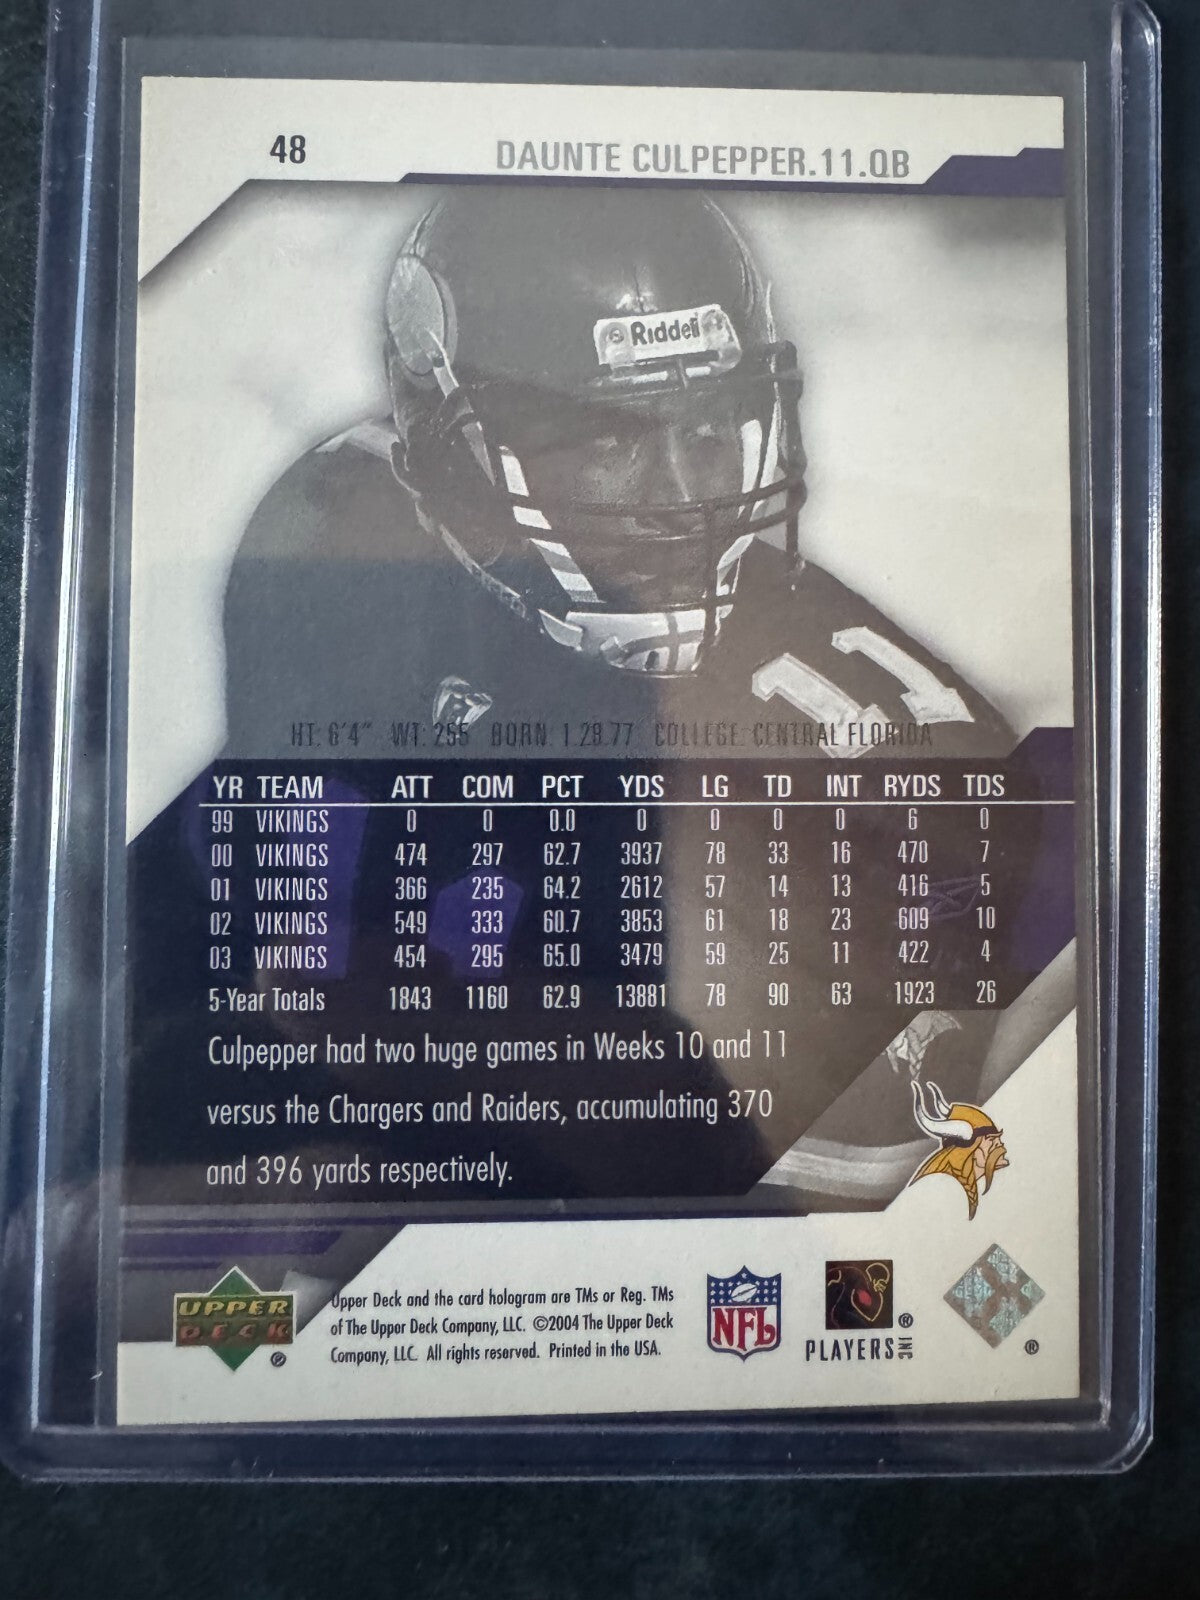 48
DAUNTE CULPEPPER.11.QB
Riddell
11
HT: 6'4" WT: 255 BORN: 1.28.77 COLLEGE: CENTRAL FLORIDA
YR TEAM ATT COM PCT YDS LG TD INT RYDS TDS
99 VIKINGS 0 0 0.0 0 0 0 0 6 0
00 VIKINGS 474 297 62.7 3937 78 33 16 470 7
01 VIKINGS 366 235 64.2 2612 57 14 13 416 5
02 VIKINGS 549 333 60.7 3853 61 18 23 609 10
03 VIKINGS 454 295 65.0 3479 59 25 11 422 4
5-Year Totals 1843 1160 62.9 13881 78 90 63 1923 26
Culpepper had two huge games in Weeks 10 and 11
versus the Chargers and Raiders, accumulating 370
and 396 yards respectively.
UPPER
DECK
®
Upper Deck and the card hologram are TMs or Reg. TMs
of The Upper Deck Company, LLC. ©2004 The Upper Deck
Company, LLC. All rights reserved. Printed in the USA.
NFL
PLAYERS INC
®
®